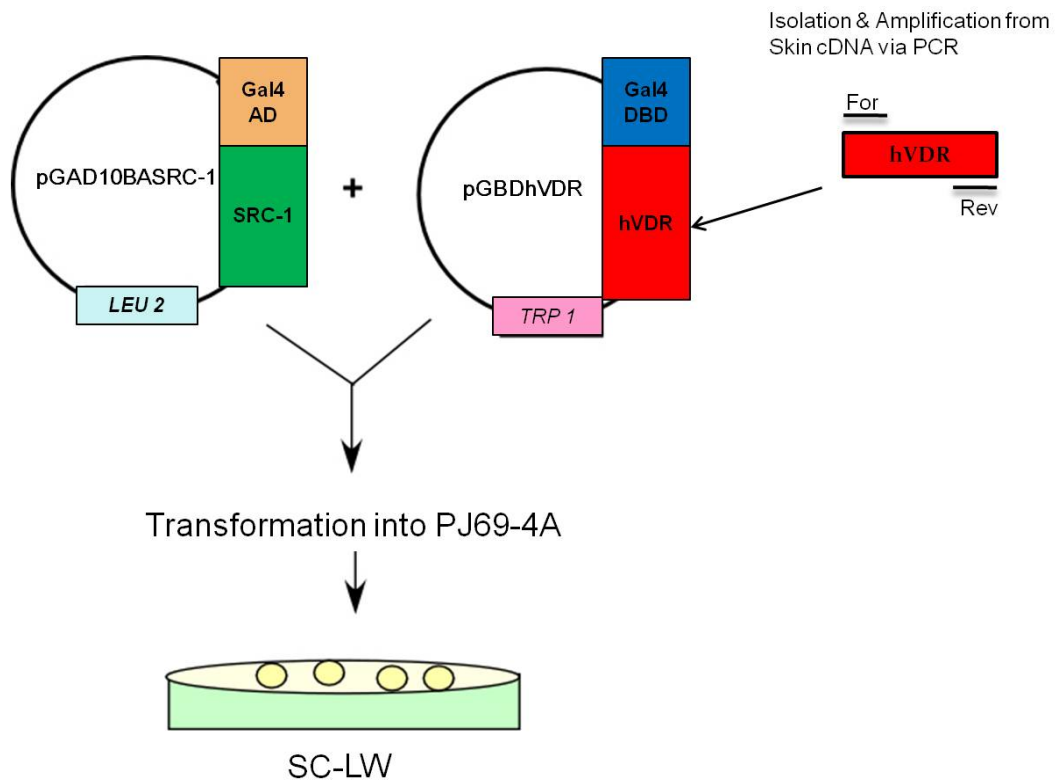 Isolation & Amplification from
Skin cDNA via PCR
Gal4
AD
Gal4
DBD
For
hVDR
Rev
pGAD10BASRC-1
+
pGBDhVDR
SRC-1
hVDR
LEU 2
TRP 1
Transformation into PJ69-4A
SC-LW